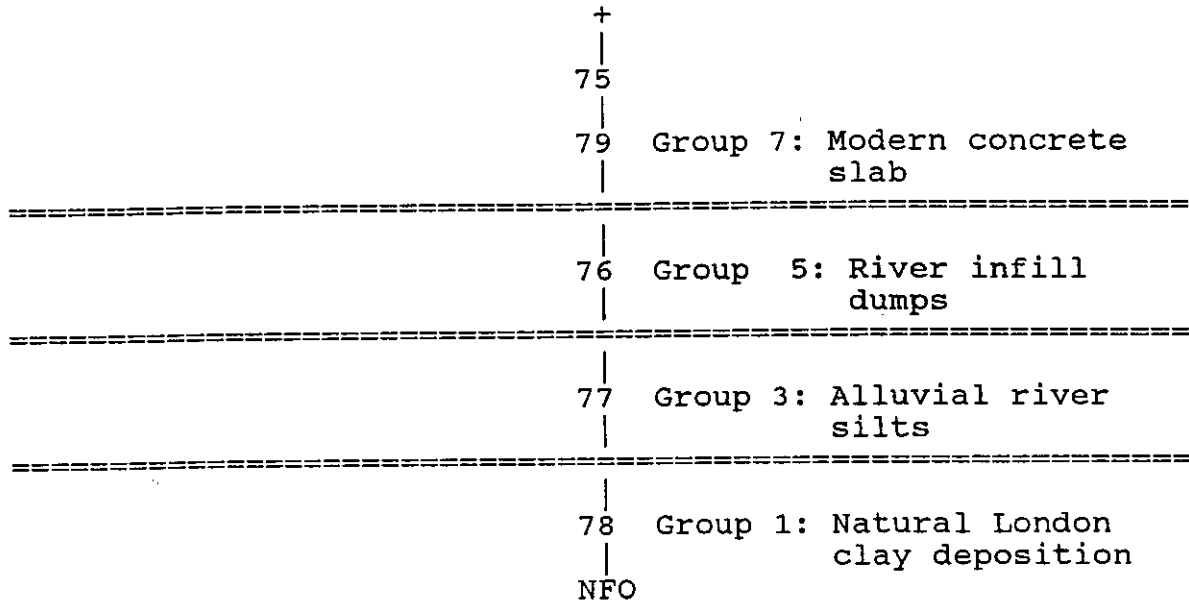 +
75
79 Group 7: Modern concrete
slab
76 Group 5: River infill
dumps
77 Group 3: Alluvial river
silts
78 Group 1: Natural London
clay deposition
NFO